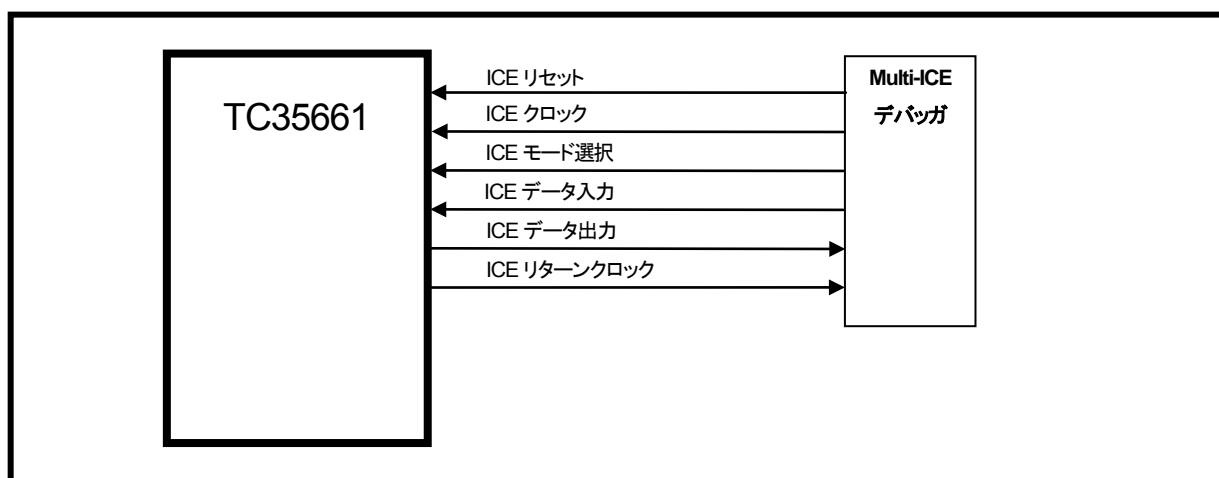 TC35661
ICE リセット
ICE クロック
ICE モード選択
ICE データ入力
ICE データ出力
ICE リターンクロック
Multi-ICE
デバッガ